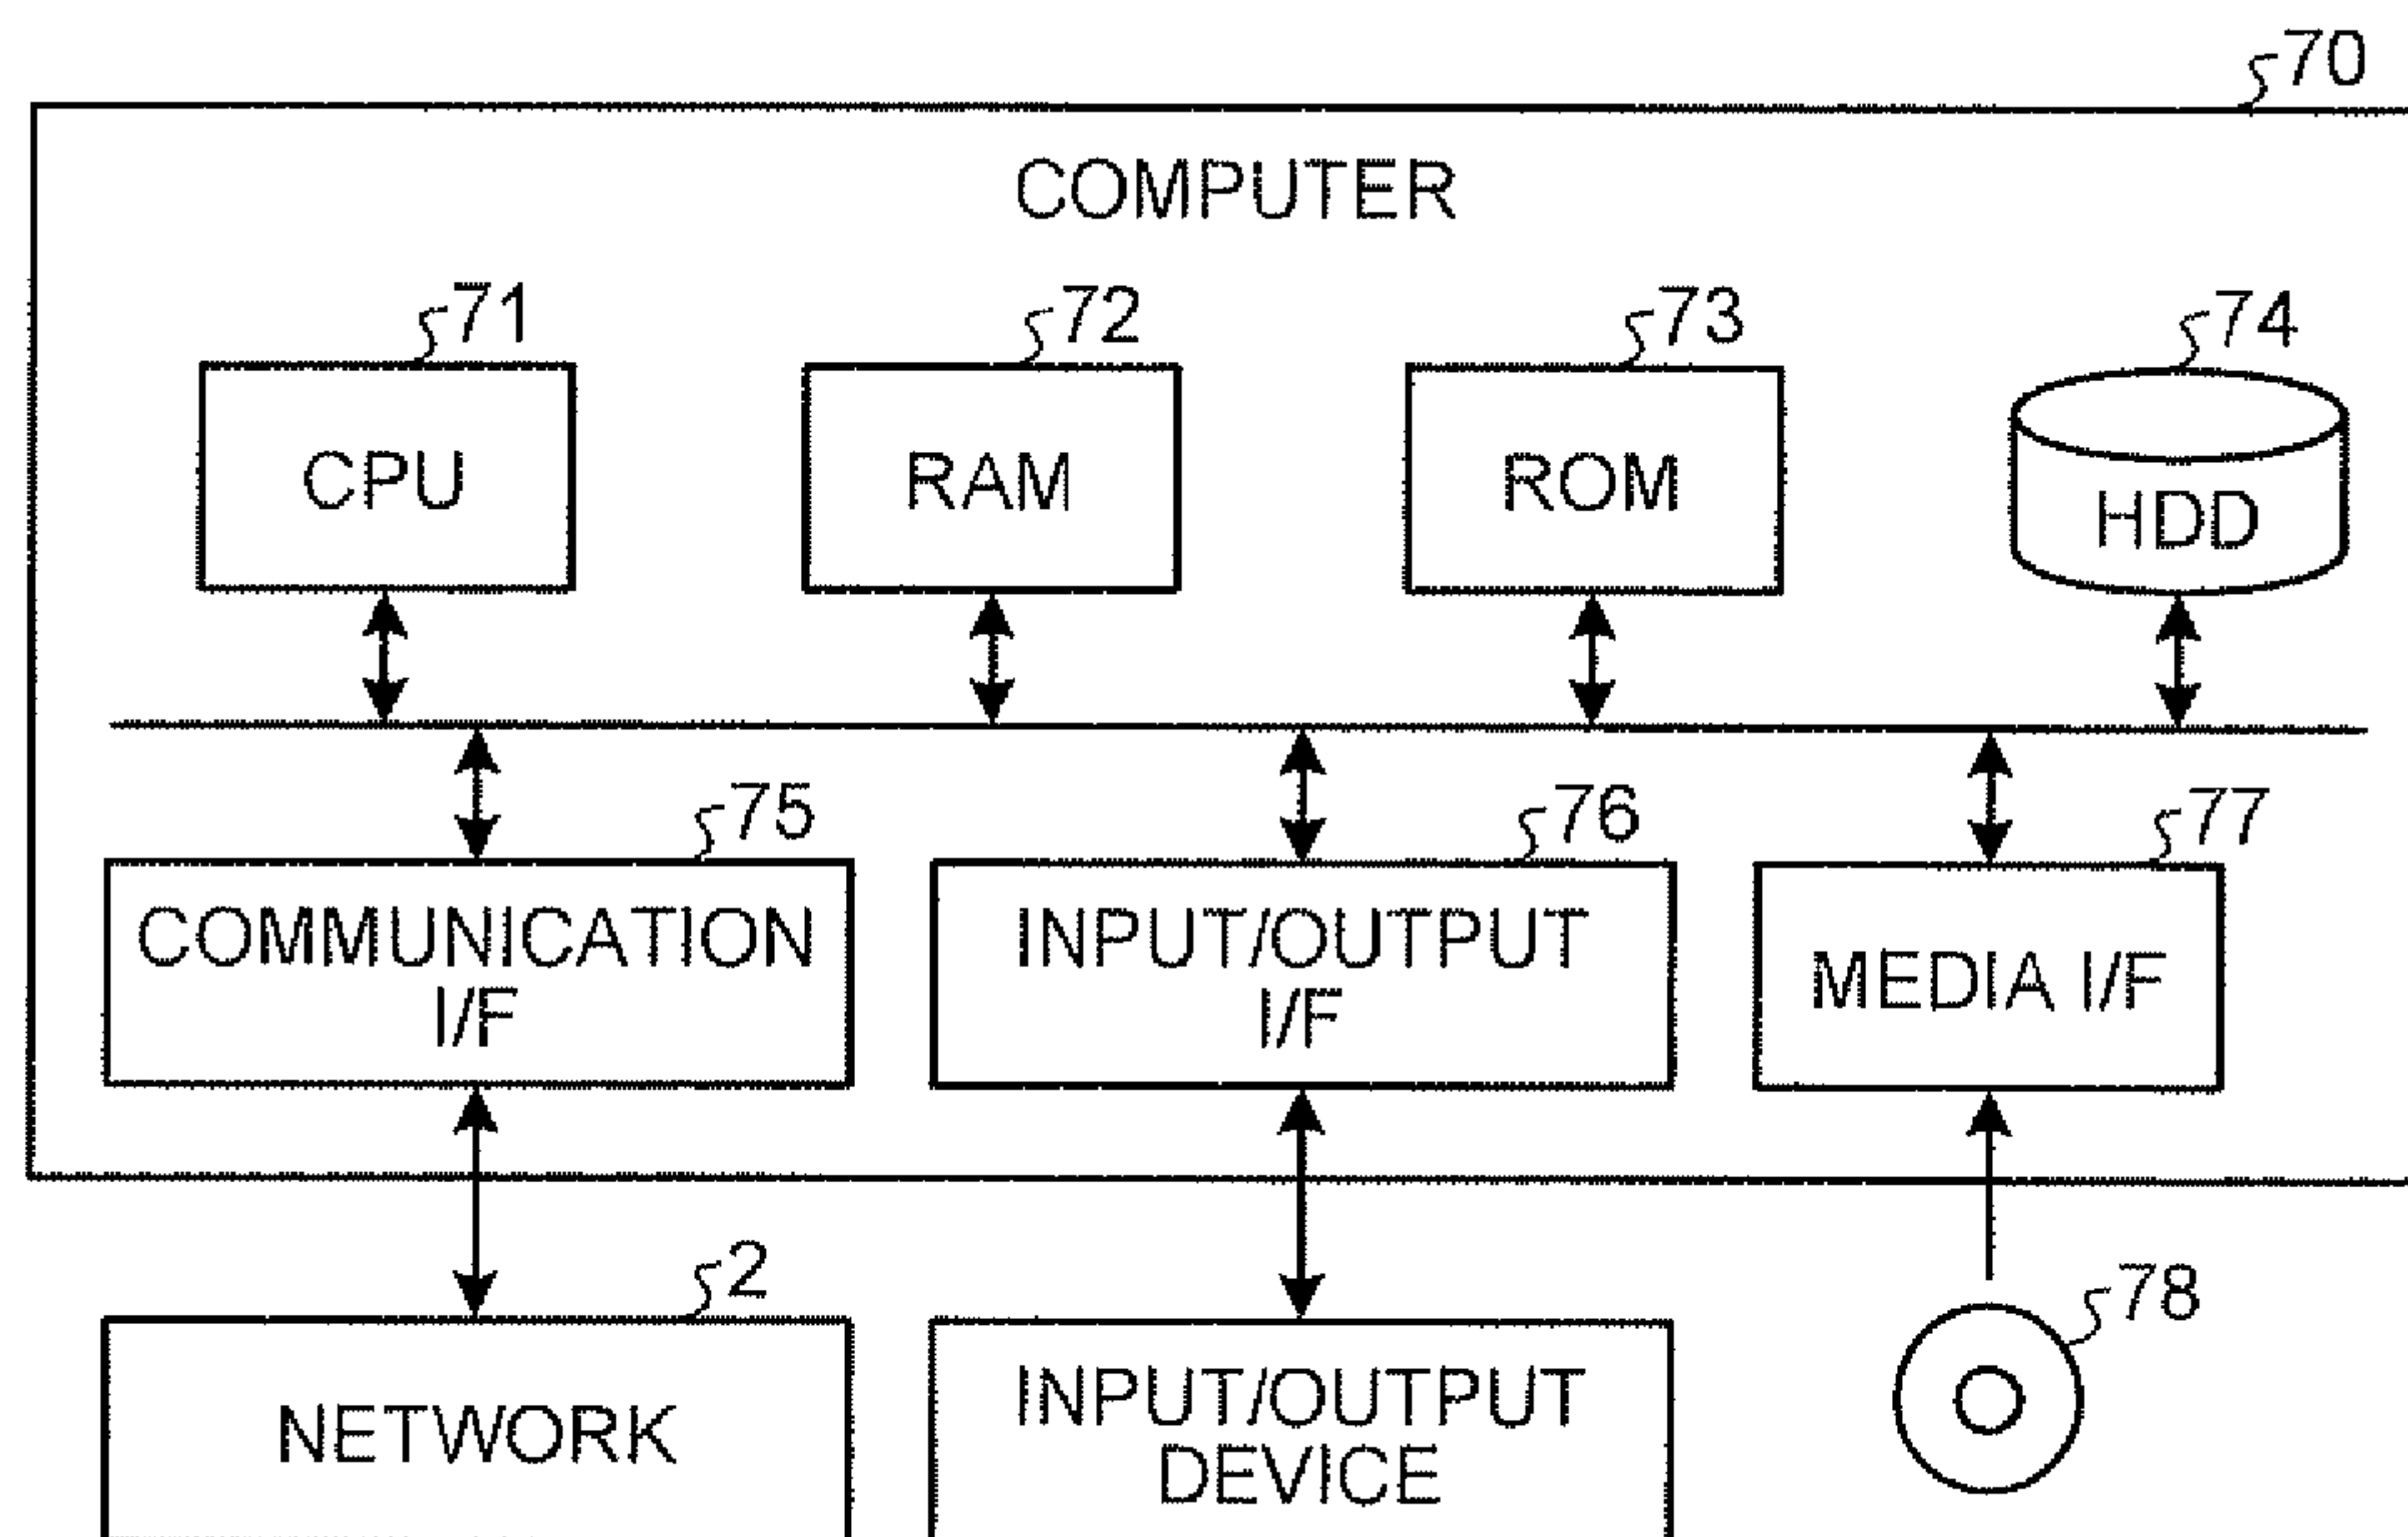 70
COMPUTER
71
72
73
74
CPU
RAM
ROM
HDD
75
76
77
COMMUNICATION
I/F
INPUT/OUTPUT
I/F
MEDIA I/F
2
78
NETWORK
INPUT/OUTPUT
DEVICE